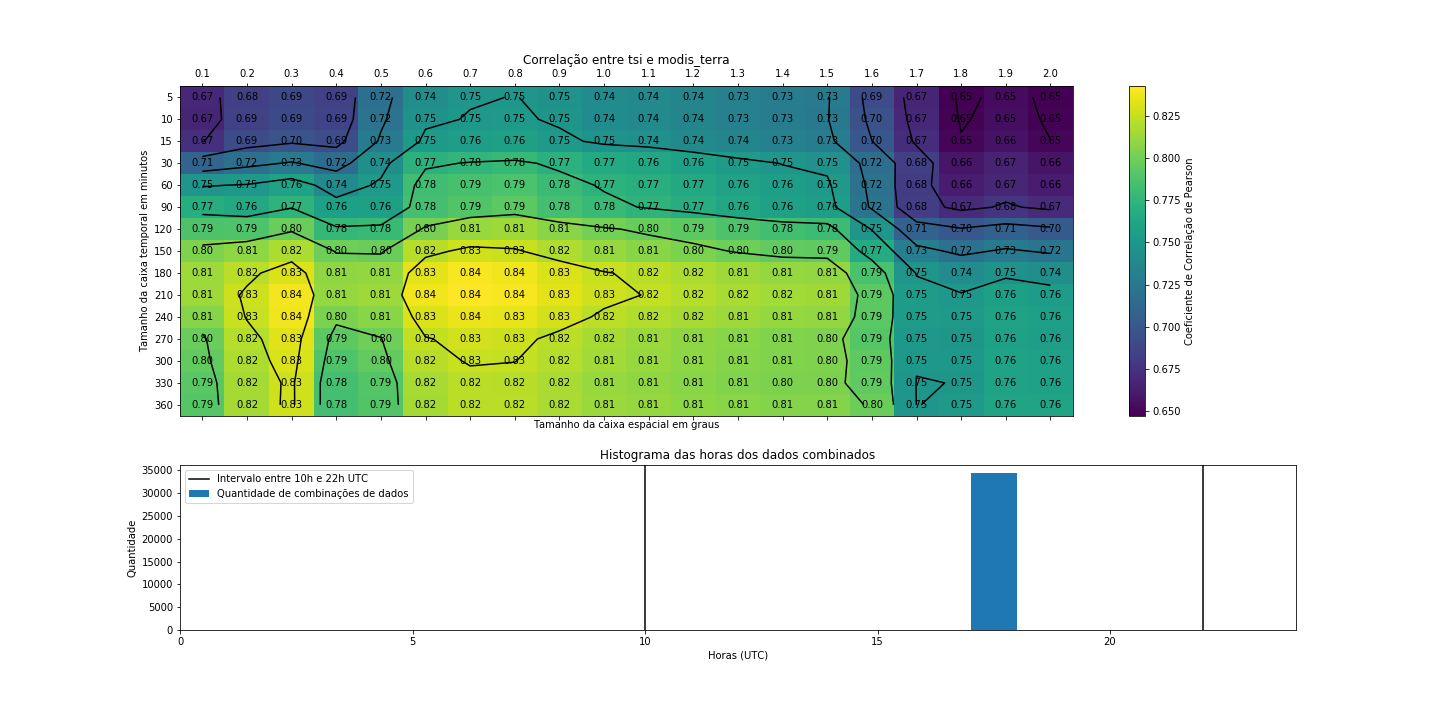 Correlação entre tsi e modis_terra
0.1 0.2 0.3 0.4 0.5 0.6 0.7 0.8 0.9 1.0 1.1 1.2 1.3 1.4 1.5 1.6 1.7 1.8 1.9 2.0
5 0.67 0.68 0.69 0.69 0.72 0.74 0.75 0.75 0.75 0.74 0.74 0.74 0.73 0.73 0.73 0.69 0.67 0.65 0.65 0.65
10 0.67 0.69 0.69 0.69 0.72 0.75 0.75 0.75 0.75 0.74 0.74 0.74 0.74 0.73 0.73 0.70 0.67 0.65 0.65 0.65
15 0.67 0.69 0.70 0.69 0.73 0.75 0.76 0.76 0.75 0.75 0.74 0.74 0.74 0.73 0.73 0.70 0.67 0.65 0.66 0.65
30 0.71 0.72 0.73 0.72 0.74 0.77 0.78 0.78 0.77 0.77 0.76 0.76 0.75 0.75 0.75 0.72 0.68 0.66 0.67 0.66
60 0.75 0.75 0.76 0.74 0.75 0.78 0.79 0.79 0.78 0.77 0.77 0.76 0.76 0.76 0.75 0.72 0.68 0.66 0.67 0.66
90 0.77 0.76 0.77 0.76 0.76 0.78 0.79 0.79 0.78 0.78 0.77 0.77 0.76 0.76 0.76 0.72 0.68 0.67 0.68 0.67
120 0.79 0.79 0.80 0.78 0.78 0.80 0.81 0.81 0.81 0.80 0.80 0.79 0.79 0.78 0.78 0.75 0.71 0.70 0.71 0.70
150 0.80 0.81 0.82 0.80 0.80 0.82 0.83 0.83 0.82 0.81 0.81 0.80 0.80 0.79 0.79 0.77 0.73 0.72 0.73 0.72
180 0.81 0.82 0.83 0.81 0.81 0.83 0.84 0.84 0.83 0.83 0.82 0.82 0.81 0.81 0.81 0.79 0.75 0.74 0.75 0.74
210 0.81 0.83 0.84 0.81 0.81 0.84 0.84 0.84 0.83 0.83 0.82 0.82 0.82 0.82 0.81 0.79 0.75 0.75 0.76 0.76
240 0.81 0.83 0.84 0.80 0.81 0.83 0.84 0.84 0.83 0.82 0.82 0.82 0.81 0.81 0.81 0.79 0.75 0.75 0.76 0.76
270 0.80 0.82 0.83 0.79 0.80 0.82 0.83 0.83 0.82 0.82 0.81 0.81 0.81 0.81 0.80 0.79 0.75 0.75 0.76 0.76
300 0.80 0.82 0.83 0.79 0.80 0.82 0.83 0.83 0.82 0.82 0.81 0.81 0.81 0.81 0.80 0.79 0.75 0.75 0.76 0.76
330 0.79 0.82 0.83 0.78 0.79 0.82 0.82 0.82 0.82 0.81 0.81 0.81 0.81 0.80 0.80 0.79 0.75 0.75 0.76 0.76
360 0.79 0.82 0.83 0.78 0.79 0.82 0.82 0.82 0.82 0.81 0.81 0.81 0.81 0.81 0.80 0.80 0.75 0.75 0.76 0.76
Tamanho da caixa temporal em minutos
Tamanho da caixa espacial em graus
0.825
0.800
0.775
0.750
0.725
0.700
0.675
0.650
Coeficiente de Correlação de Pearson
Histograma das horas dos dados combinados
Intervalo entre 10h e 22h UTC
Quantidade de combinações de dados
35000
30000
25000
20000
15000
10000
5000
0
Quantidade
0 5 10 15 20
Horas (UTC)